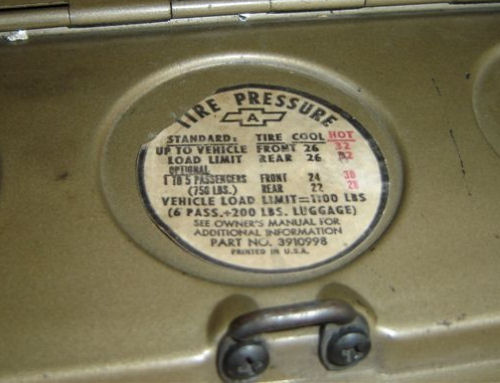 TIRE PRESSURE
A
STANDARD: TIRE COOL HOT
UP TO VEHICLE FRONT 26 32
LOAD LIMIT REAR 26 32
OPTIONAL
1 TO 5 PASSENGERS FRONT 24 30
(750 LBS.) REAR 22 28
VEHICLE LOAD LIMIT=1100 LBS
(6 PASS.+200 LBS. LUGGAGE)
SEE OWNER'S MANUAL FOR
ADDITIONAL INFORMATION
PART NO. 3910998
PRINTED IN U.S.A.